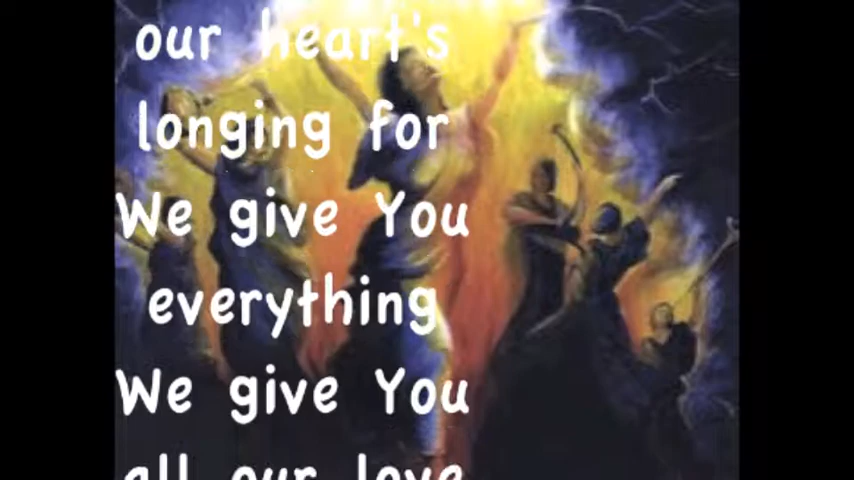 our heart's
longing for
We give You
everything
We give You
all our love